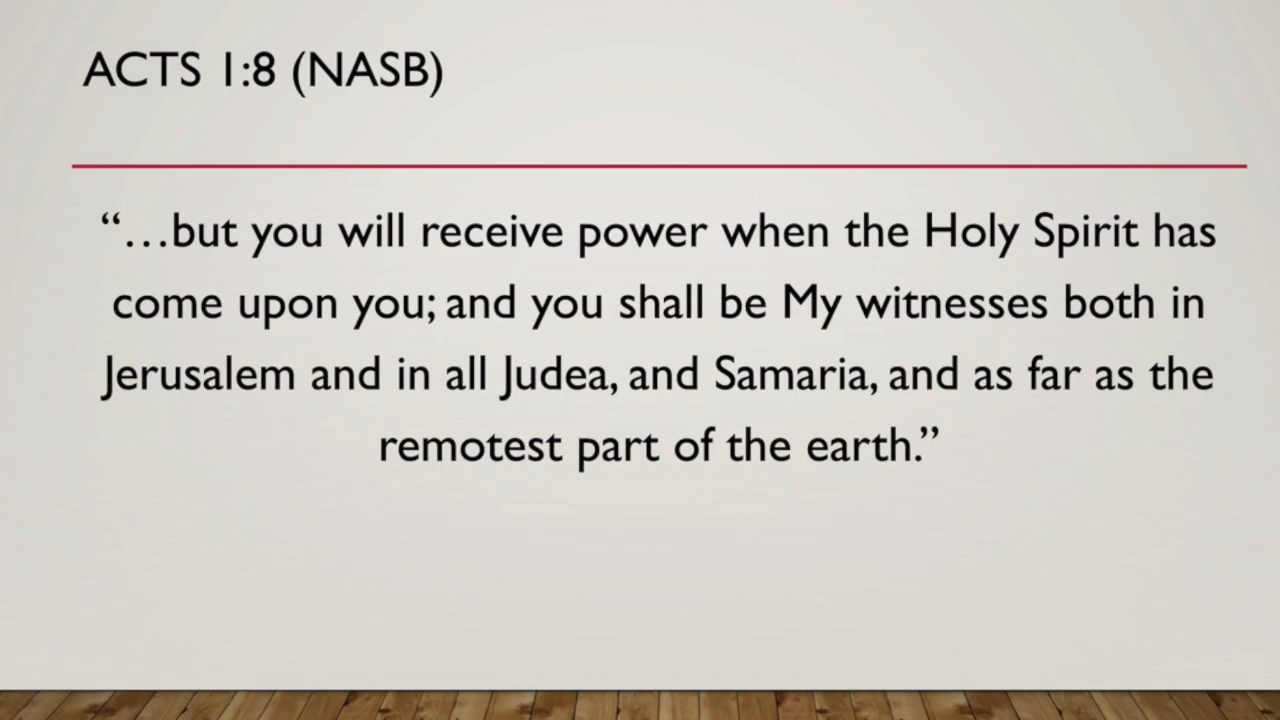 ACTS 1:8 (NASB)
“…but you will receive power when the Holy Spirit has
come upon you; and you shall be My witnesses both in
Jerusalem and in all Judea, and Samaria, and as far as the
remotest part of the earth.”